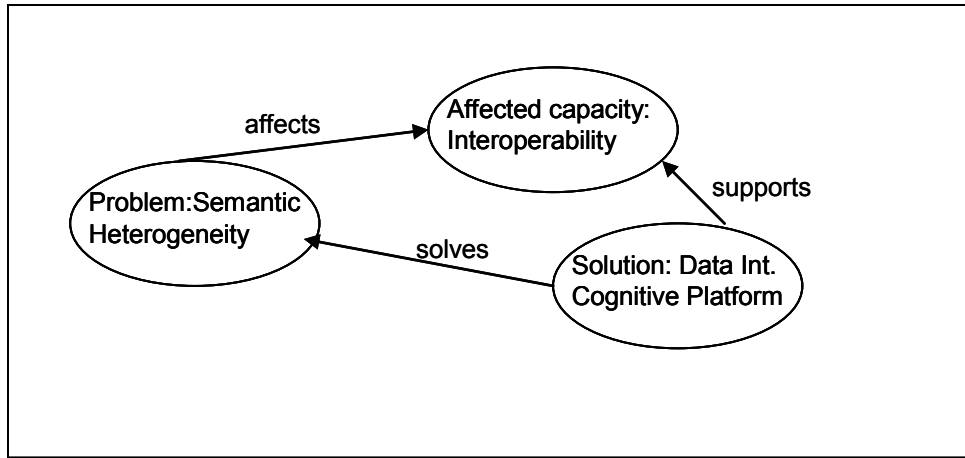 Affected capacity:
Interoperability
affects
supports
Problem:Semantic
Heterogeneity
solves
Solution: Data Int.
Cognitive Platform